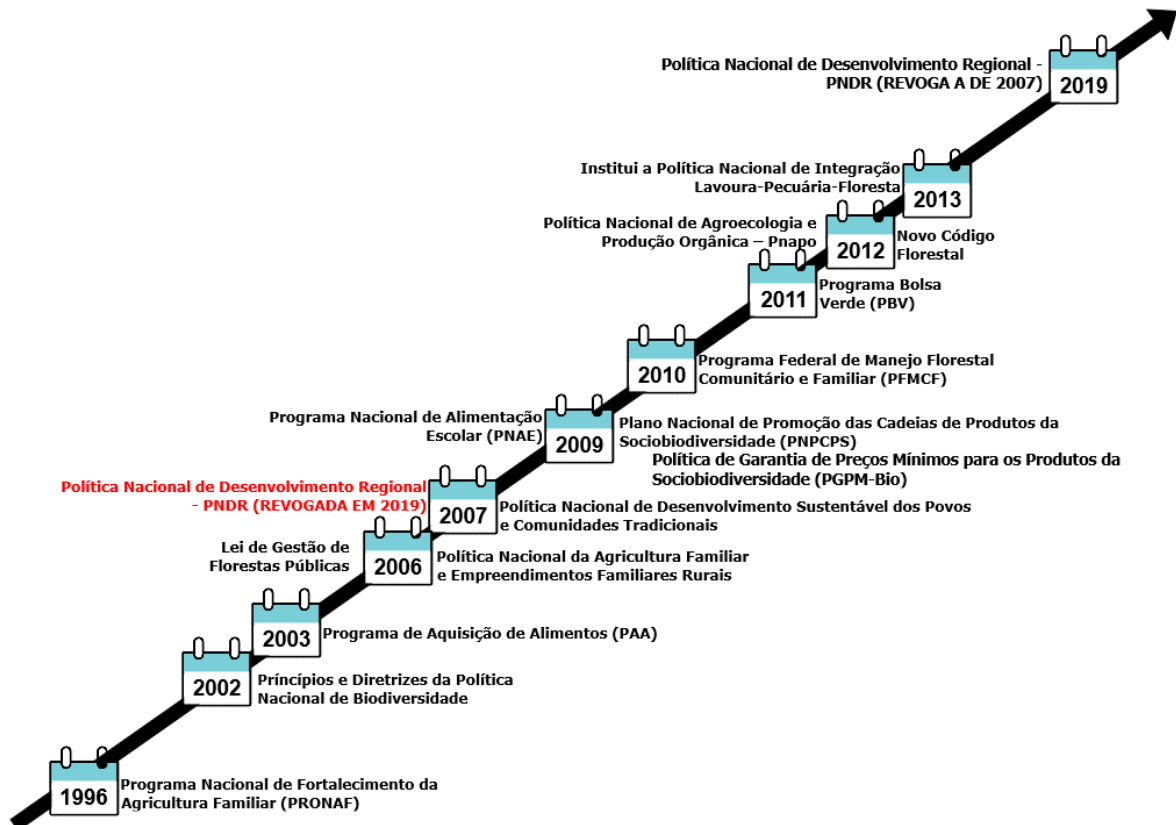 Política Nacional de Desenvolvimento Regional -
PNDR (REVOGA A DE 2007)
2019
Institui a Política Nacional de Integração
Lavoura-Pecuária-Floresta
2013
Política Nacional de Agroecologia e
Produção Orgânica – Pnapo
2012
Novo Código
Florestal
2011
Programa Bolsa
Verde (PBV)
2010
Programa Federal de Manejo Florestal
Comunitário e Familiar (PFMCF)
Programa Nacional de Alimentação
Escolar (PNAE)
2009
Plano Nacional de Promoção das Cadeias de Produtos da
Sociobiodversidade (PNPCPS)
Política de Garantia de Preços Mínimos para os Produtos da
Sociobiodversidade (PGPM-Bio)
Política Nacional de Desenvolvimento Regional
- PNDR (REVOGADA EM 2019)
2007
Política Nacional de Desenvolvimento Sustentável dos Povos
e Comunidades Tradicionais
Lei de Gestão de
Florestas Públicas
2006
Política Nacional da Agricultura Familiar
e Empreendimentos Familiares Rurais
2003
Programa de Aquisição de Alimentos (PAA)
2002
Príncípios e Diretrizes da Política
Nacional de Biodiversidade
1996
Programa Nacional de Fortalecimento da
Agricultura Familiar (PRONAF)